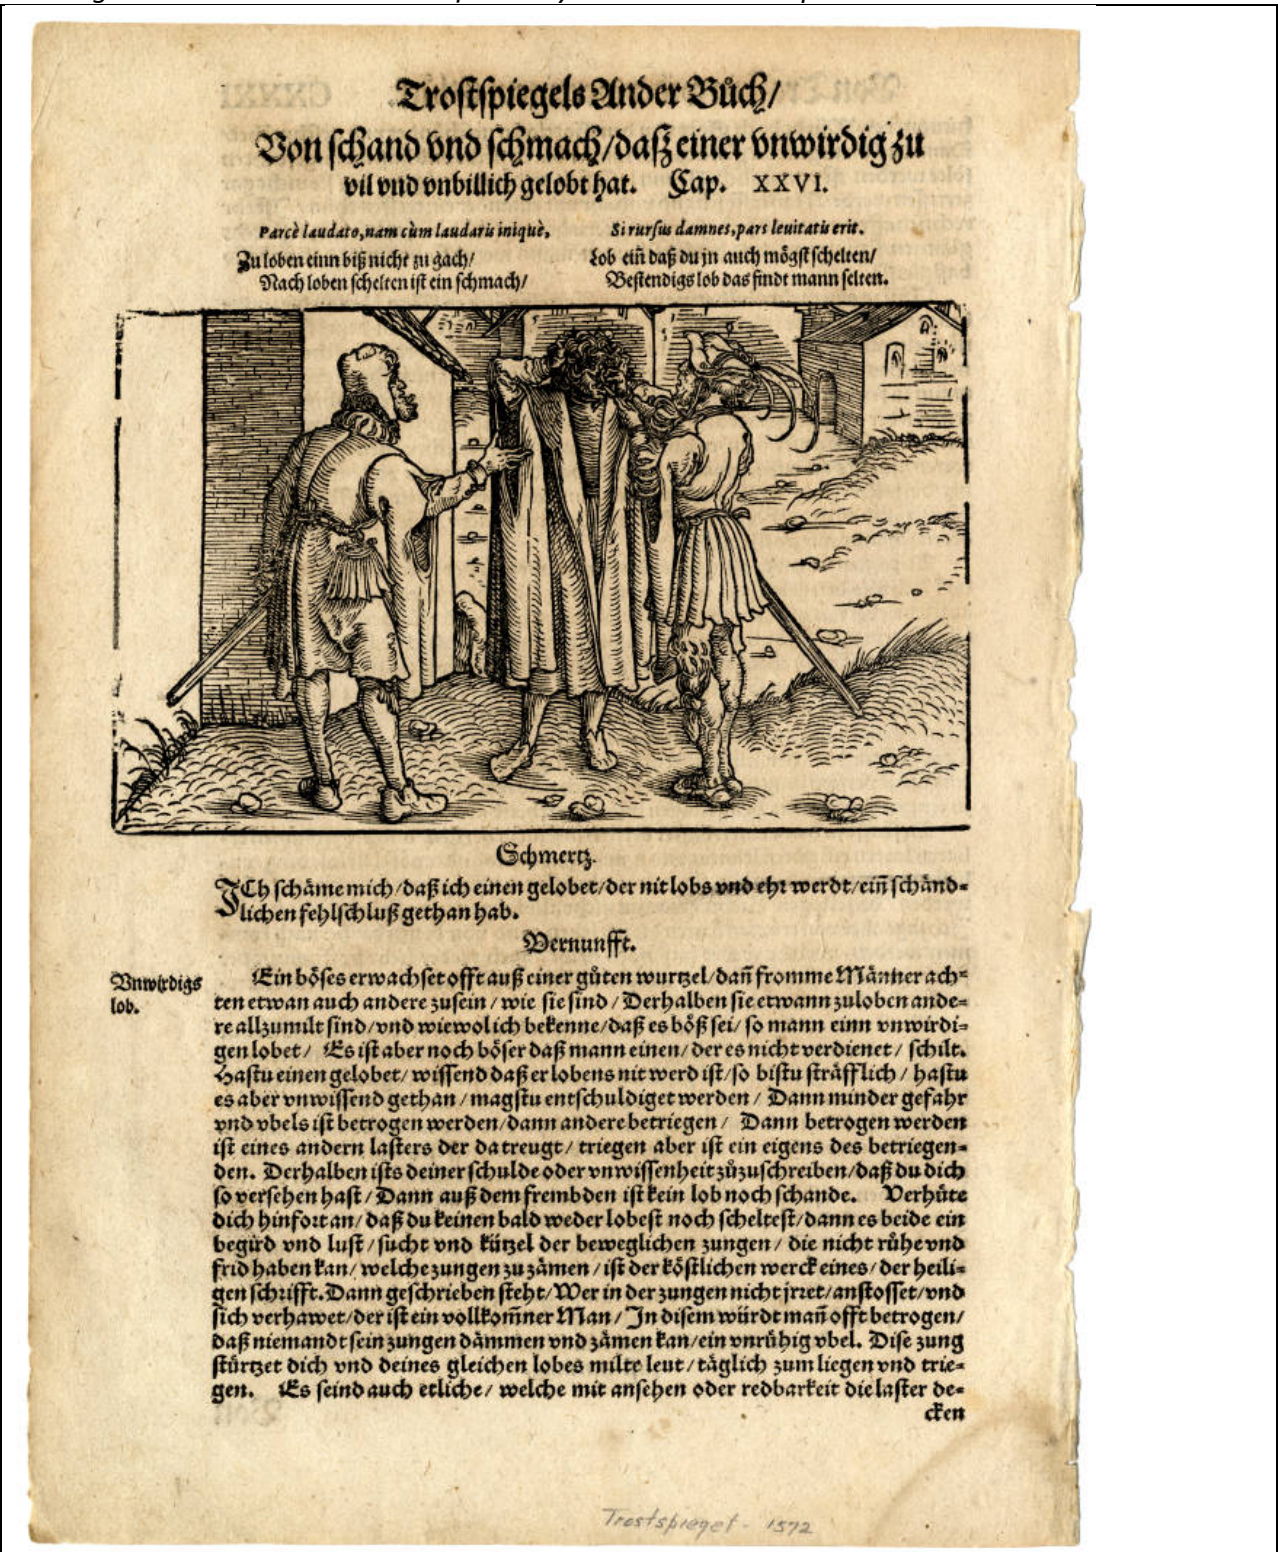 Trostspiegels Ander Bůch/
Von schand vnd schmach/daß einer vnwirdig zu
vil vnd vnbillich gelobt hat. Cap. XXVI.
Parcè laudato, nam cùm laudaris iniquè,
Si rursus damnes, pars leuitatis erit.
Zu loben einn biß nicht zu gach/
Nach loben schelten ist ein schmach/
Lob eiñ daß du jn auch mögst schelten/
Bestendigs lob das findt mann selten.
Schmertz.
ICh schäme mich/daß ich einen gelobet/der nit lobs vnd ehr werdt/eiñ schänd-
lichen fehlschluß gethan hab.
Vernunfft.
Vnwirdigs
lob.
Ein böses erwachset offt auß einer gůten wurtzel/dañ fromme Männer ach-
ten etwan auch andere zusein/wie sie sind/Derhalben sie etwann zuloben ande-
re allzumilt sind/vnd wiewol ich bekenne/daß es böß sei/so mann einn vnwirdi-
gen lobet/ Es ist aber noch böser daß mann einen/der es nicht verdienet/ schilt.
Hastu einen gelobet/wissend daß er lobens nit werd ist/so bistu sträfflich/hastu
es aber vnwissend gethan/magstu entschuldiget werden/Dann minder gefahr
vnd vbels ist betrogen werden/dann andere betriegen/ Dann betrogen werden
ist eines andern lasters der da treugt/triegen aber ist ein eigens des betriegen-
den. Derhalben ists deiner schulde oder vnwissenheit zůzuschreiben/daß du dich
so versehen hast/Dann auß dem frembden ist kein lob noch schande. Verhüte
dich hinfort an/daß du keinen bald weder lobest noch scheltest/dann es beide ein
begird vnd lust/sucht vnd kützel der beweglichen zungen/die nicht růhe vnd
frid haben kan/welche zungen zu zämen/ist der köstlichen werck eines/der heili-
gen schrifft. Dann geschrieben steht/Wer in der zungen nicht jrret/anstosset/vnd
sich verhawet/der ist ein vollkom̃ner Man/In disem würdt mañ offt betrogen/
daß niemandt sein zungen dämmen vnd zämen kan/ein vnrühig vbel. Dise zung
stürtzet dich vnd deines gleichen lobes milte leut/täglich zum liegen vnd trie-
gen. Es seind auch etliche/welche mit ansehen oder redbarkeit die laster de-
cken
Trostspiegel - 1572